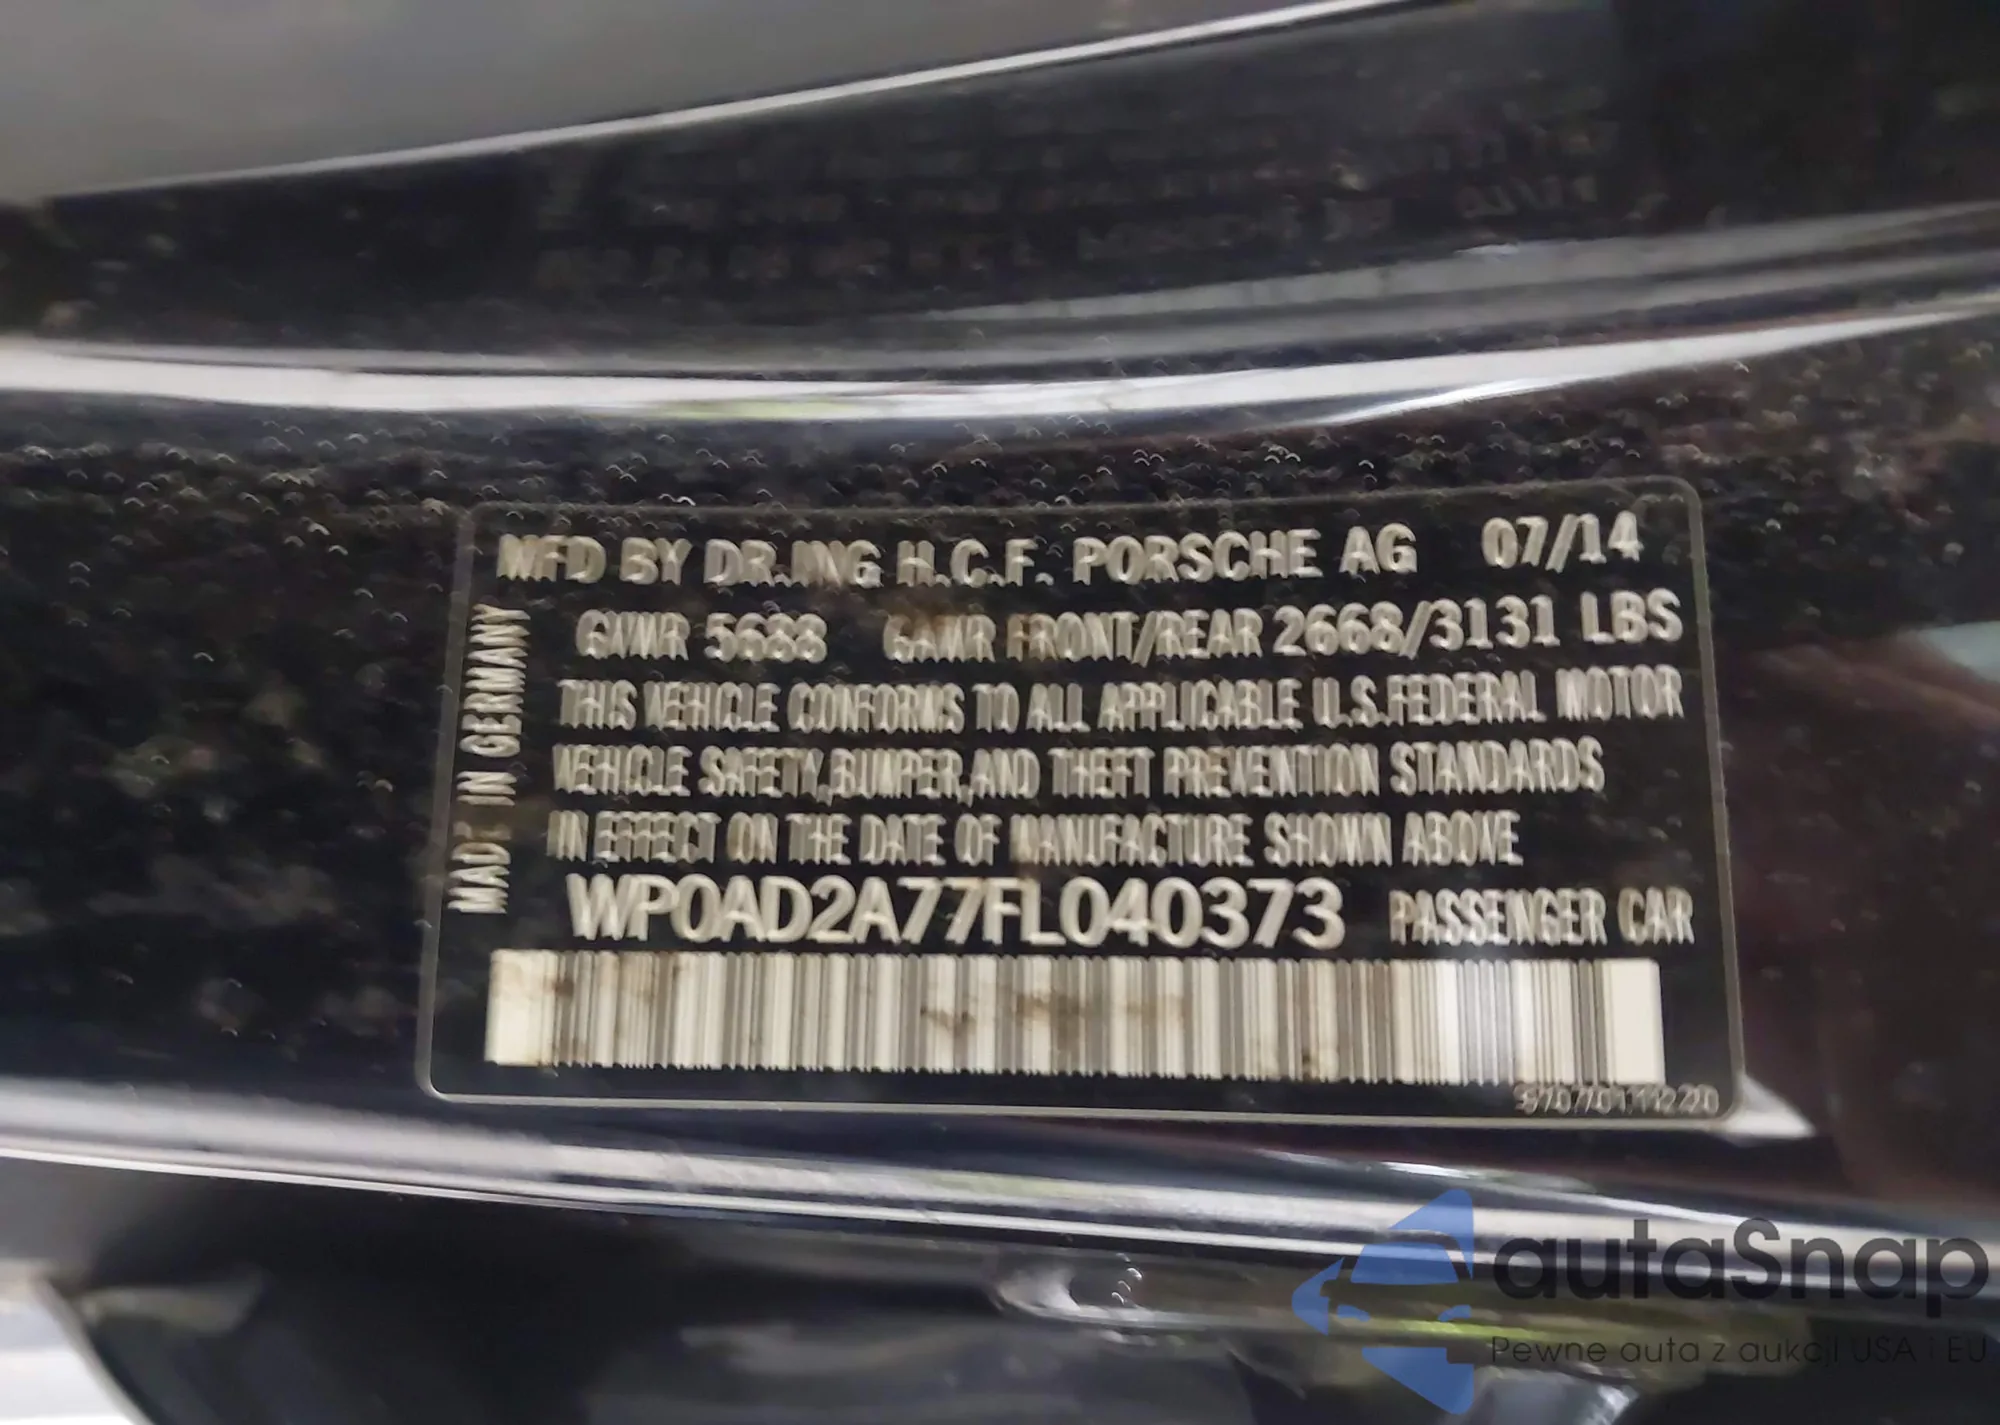 MFD BY DR.ING H.C.F. PORSCHE AG 07/14
GVWR 5688 GAWR FRONT/REAR 2668/3131 LBS
THIS VEHICLE CONFORMS TO ALL APPLICABLE U.S.FEDERAL MOTOR
VEHICLE SAFETY,BUMPER,AND THEFT PREVENTION STANDARDS
IN EFFECT ON THE DATE OF MANUFACTURE SHOWN ABOVE
WP0AD2A77FL040373 PASSENGER CAR
MADE IN GERMANY
autaSnap
Pewne auta z aukcji USA i EU